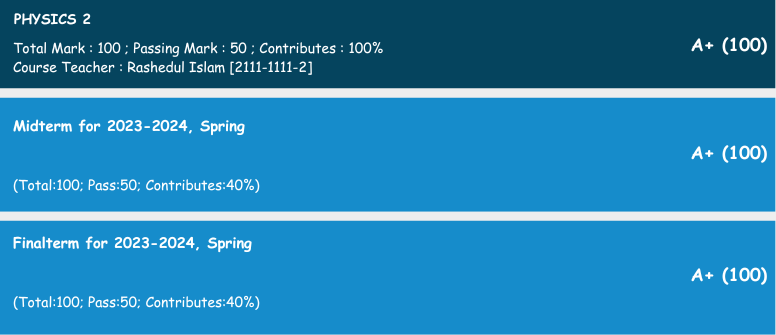 PHYSICS 2
Total Mark : 100 ; Passing Mark : 50 ; Contributes : 100%
Course Teacher : Rashedul Islam [2111-1111-2]
A+ (100)
Midterm for 2023-2024, Spring
A+ (100)
(Total:100; Pass:50; Contributes:40%)
Finalterm for 2023-2024, Spring
A+ (100)
(Total:100; Pass:50; Contributes:40%)